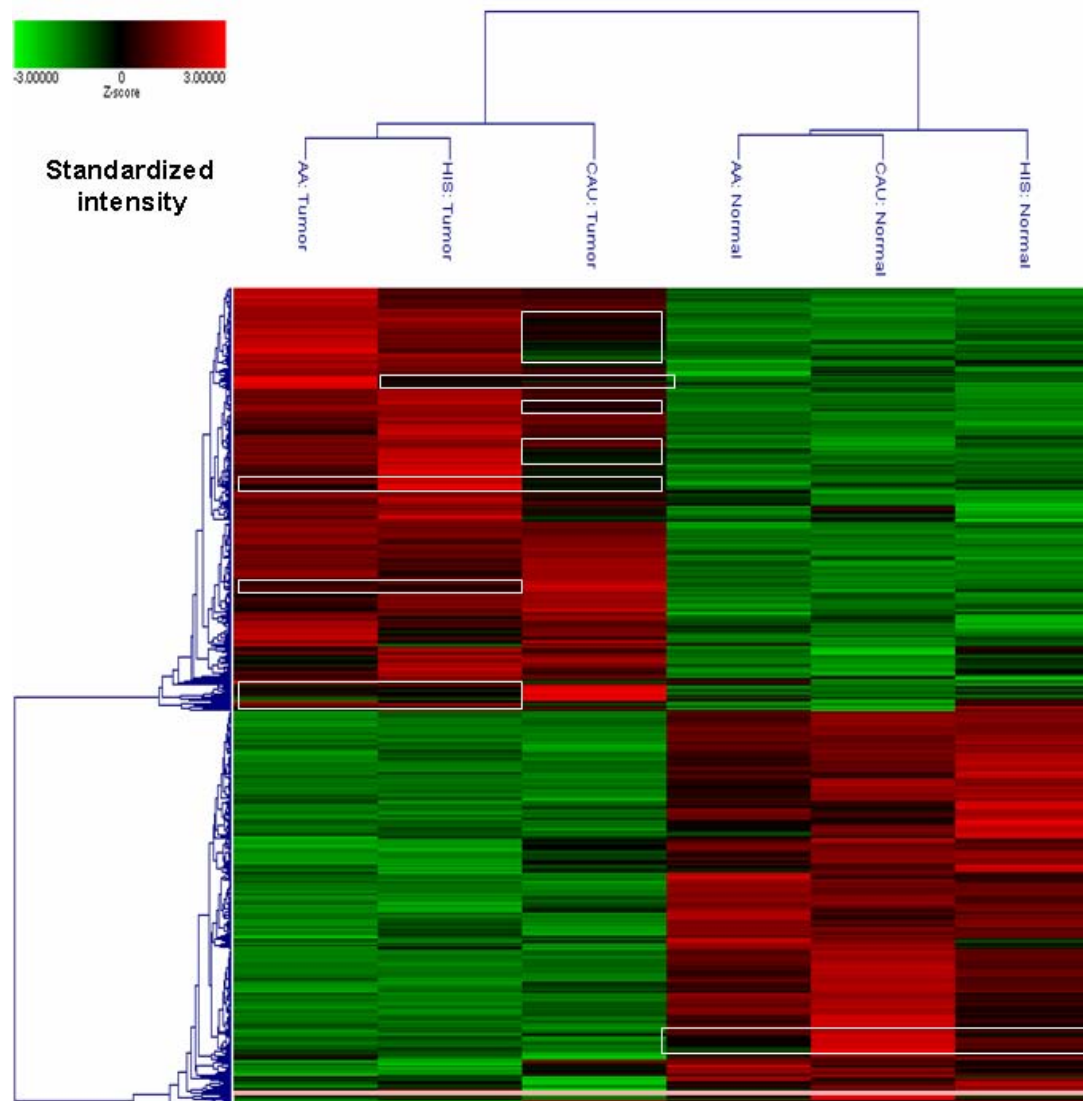 -3.00000 0 3.00000
Z-score
Standardized
intensity
AA: Tumor
HIS: Tumor
CAU: Tumor
AA: Normal
CAU: Normal
HIS: Normal